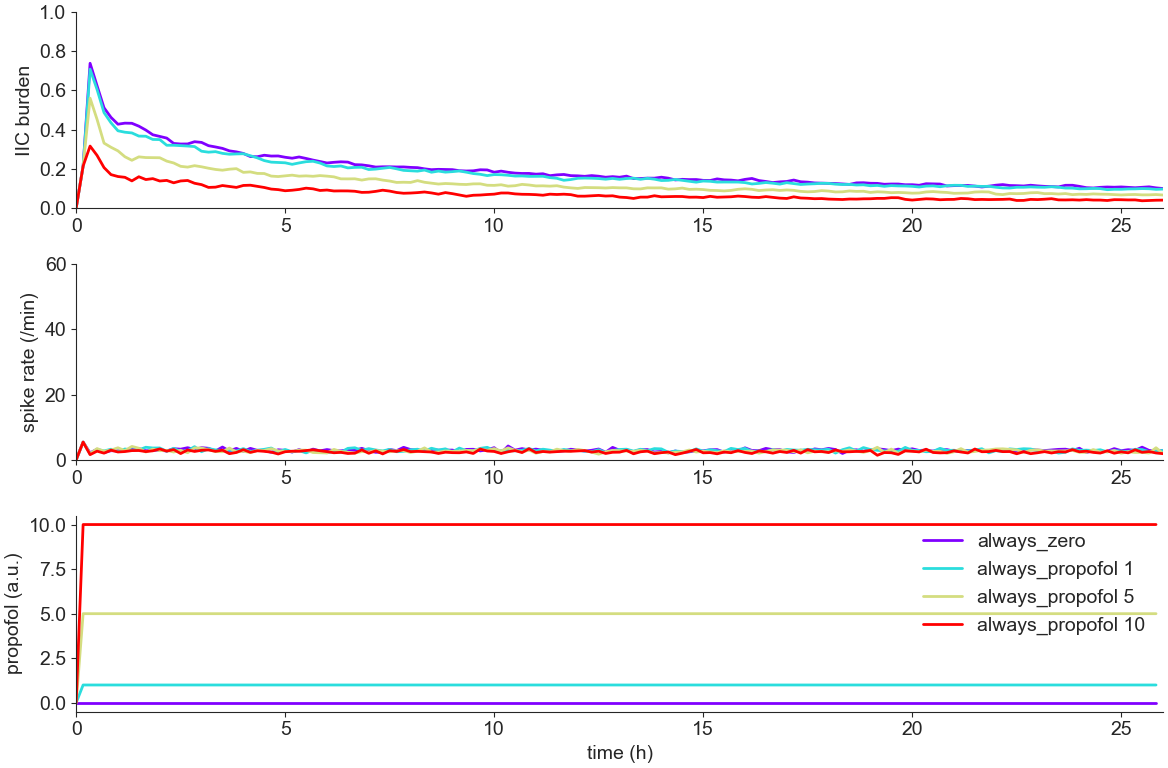 1.0
0.8
0.6
0.4
0.2
0.0
IIC burden
0 5 10 15 20 25
60
40
20
0
spike rate (/min)
0 5 10 15 20 25
10.0
7.5
5.0
2.5
0.0
propofol (a.u.)
always_zero
always_propofol 1
always_propofol 5
always_propofol 10
0 5 10 15 20 25
time (h)